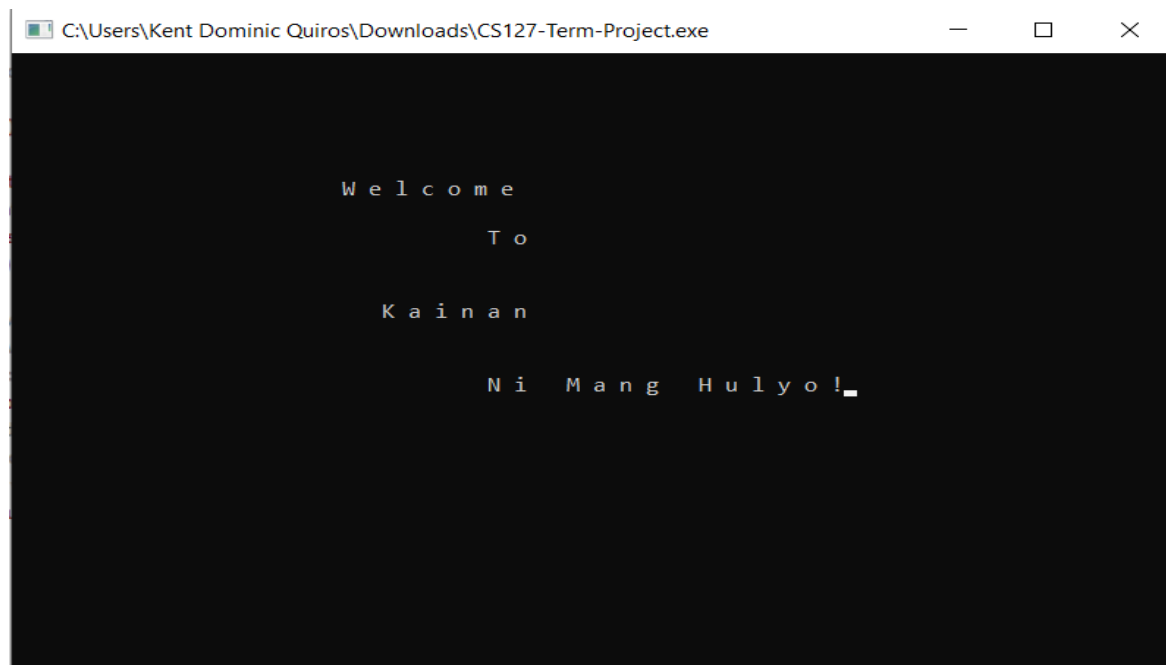 C:\Users\Kent Dominic Quiros\Downloads\CS127-Term-Project.exe
W e l c o m e
T o
K a i n a n
N i   M a n g   H u l y o !